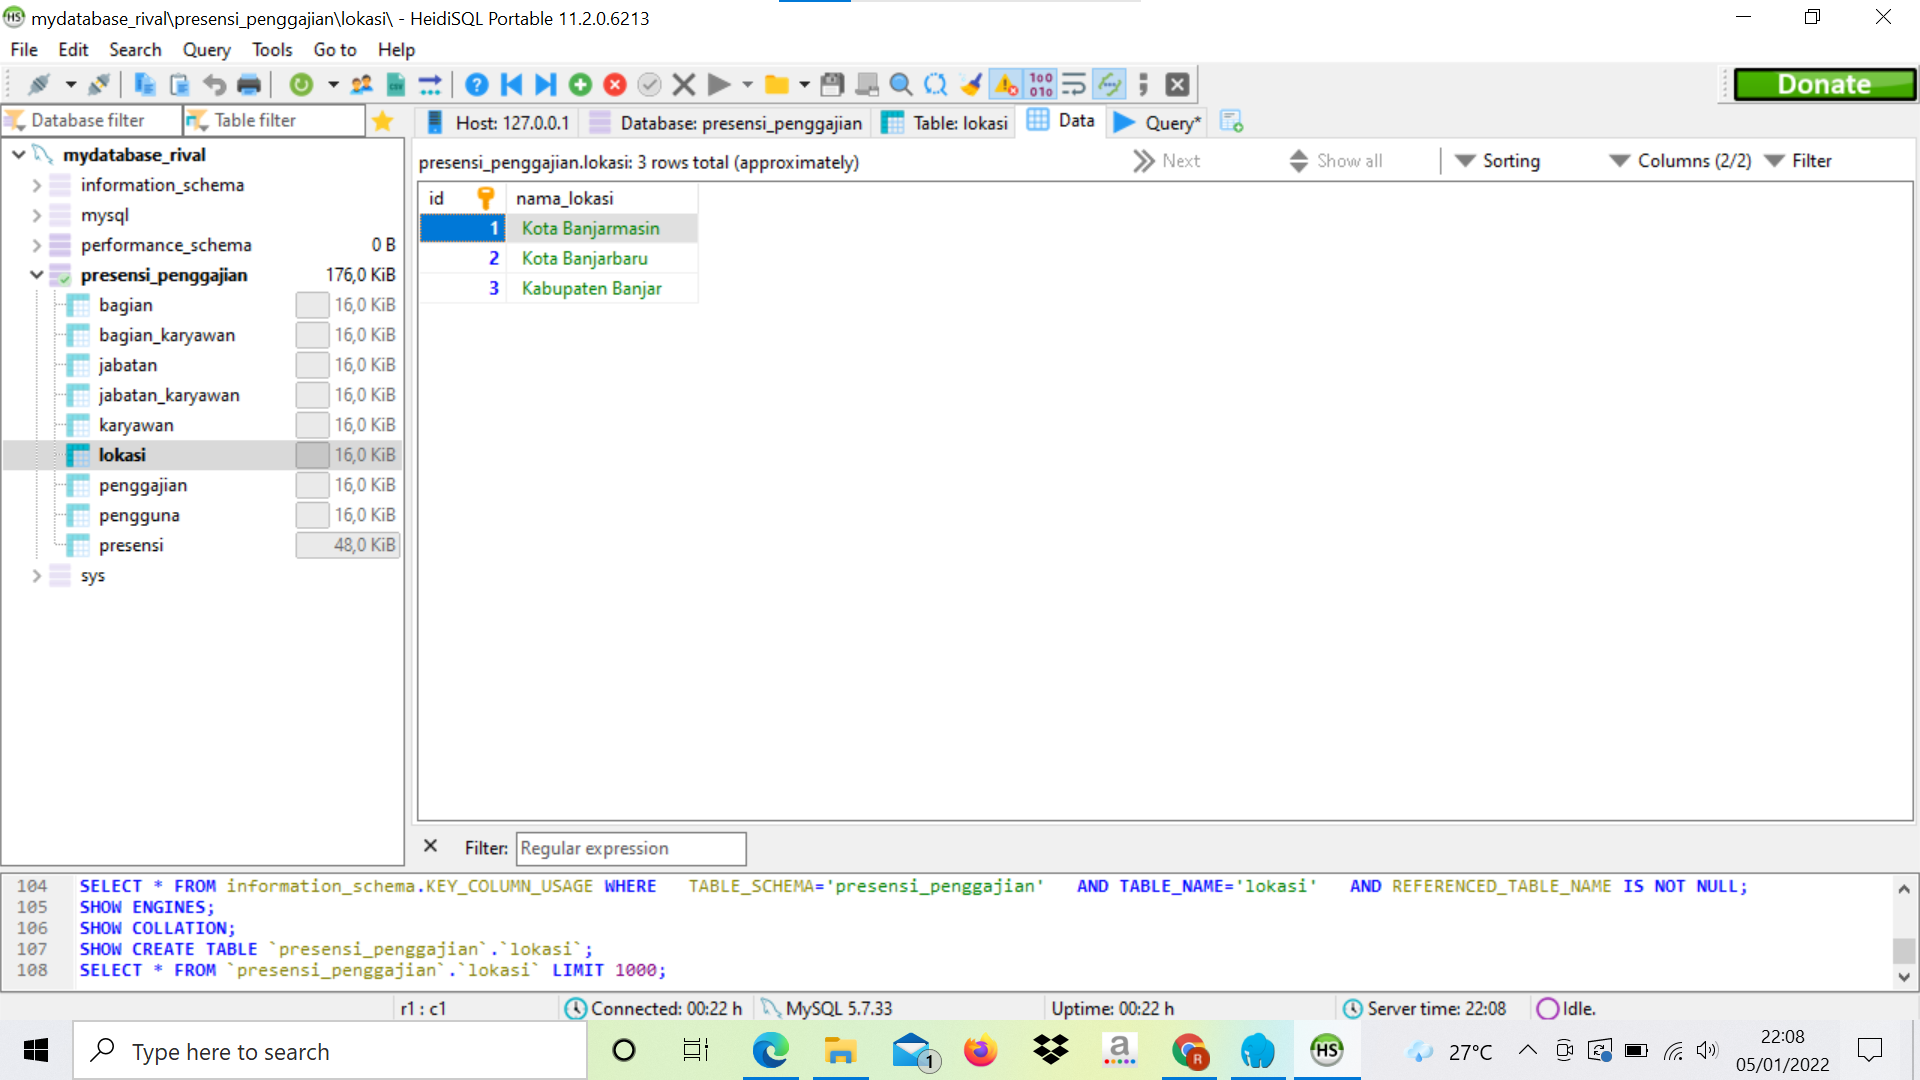 HS mydatabase_rival\presensi_penggajian\lokasi\ - HeidiSQL Portable 11.2.0.6213
File Edit Search Query Tools Go to Help
Donate
Database filter Table filter
Host: 127.0.0.1 Database: presensi_penggajian Table: lokasi Data Query*
mydatabase_rival
information_schema
mysql
performance_schema 0 B
presensi_penggajian 176,0 KiB
bagian 16,0 KiB
bagian_karyawan 16,0 KiB
jabatan 16,0 KiB
jabatan_karyawan 16,0 KiB
karyawan 16,0 KiB
lokasi 16,0 KiB
penggajian 16,0 KiB
pengguna 16,0 KiB
presensi 48,0 KiB
sys
presensi_penggajian.lokasi: 3 rows total (approximately) Next Show all Sorting Columns (2/2) Filter
id nama_lokasi
1 Kota Banjarmasin
2 Kota Banjarbaru
3 Kabupaten Banjar
Filter: Regular expression
104 SELECT * FROM information_schema.KEY_COLUMN_USAGE WHERE TABLE_SCHEMA='presensi_penggajian' AND TABLE_NAME='lokasi' AND REFERENCED_TABLE_NAME IS NOT NULL;
105 SHOW ENGINES;
106 SHOW COLLATION;
107 SHOW CREATE TABLE `presensi_penggajian`.`lokasi`;
108 SELECT * FROM `presensi_penggajian`.`lokasi` LIMIT 1000;
r1 : c1 Connected: 00:22 h MySQL 5.7.33 Uptime: 00:22 h Server time: 22:08 Idle.
Type here to search
1
a
R
HS
27°C
22:08
05/01/2022